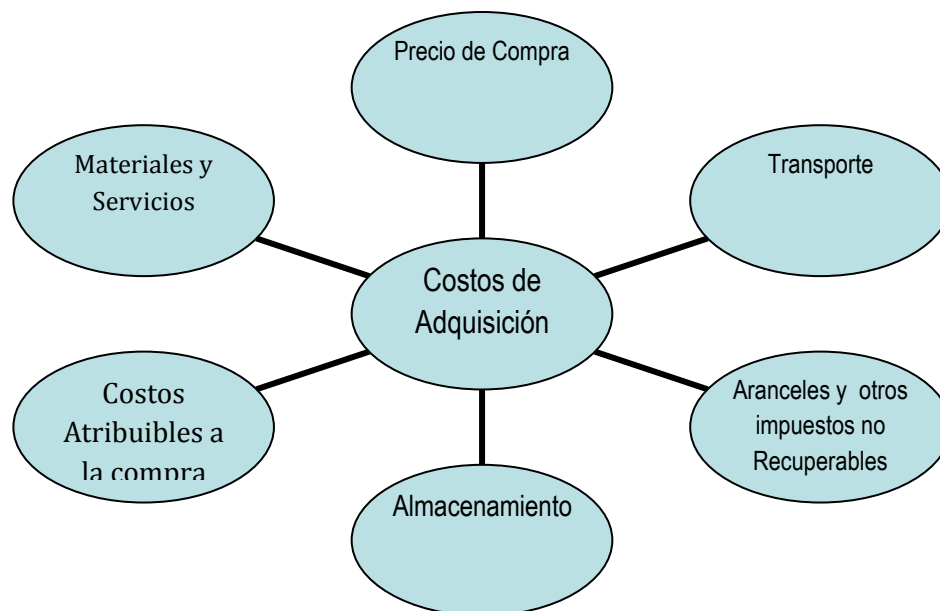 Precio de Compra
Materiales y
Servicios
Transporte
Costos de
Adquisición
Costos
Atribuibles a
la compra
Aranceles y otros
impuestos no
Recuperables
Almacenamiento